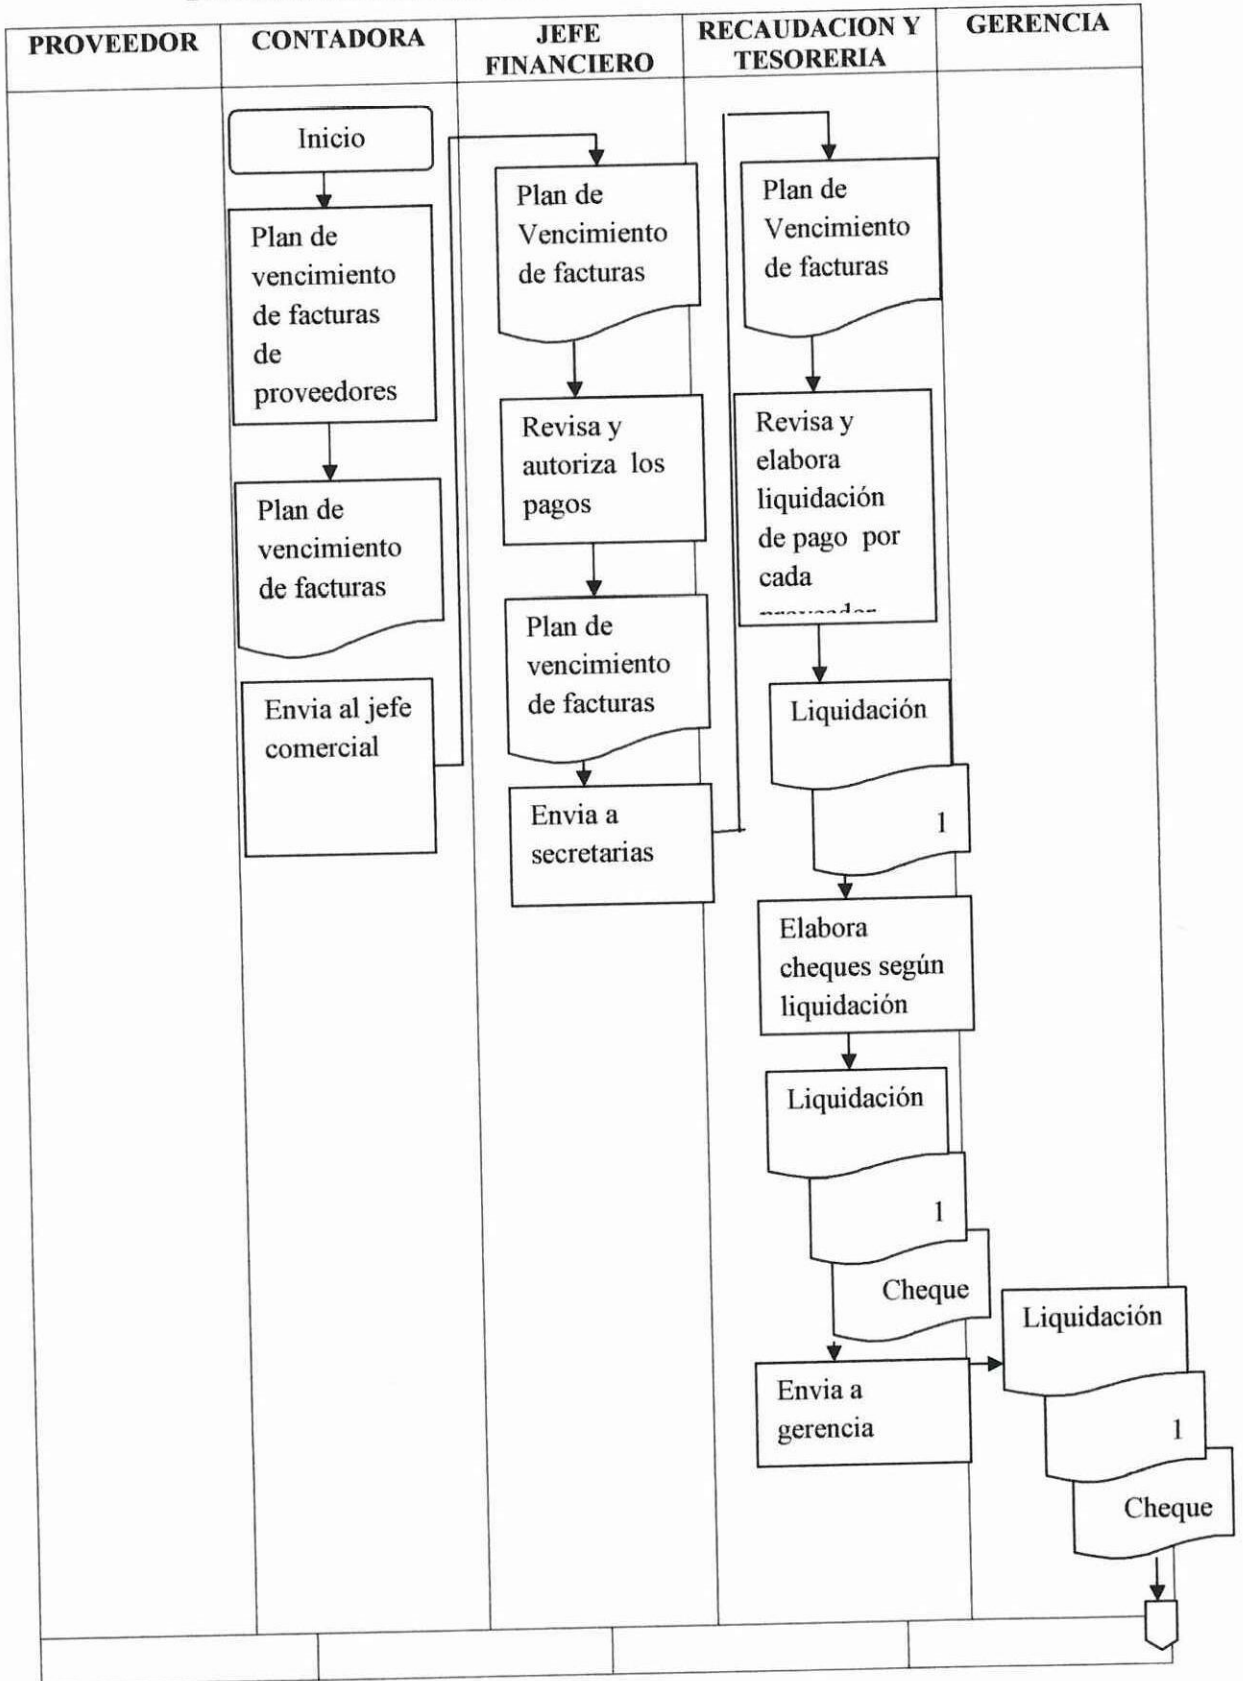 PROVEEDOR
CONTADORA
JEFE
FINANCIERO
RECAUDACION Y
TESORERIA
GERENCIA
Inicio
Plan de
vencimiento
de facturas
de
proveedores
Plan de
vencimiento
de facturas
Envia al jefe
comercial
Plan de
Vencimiento
de facturas
Revisa y
autoriza los
pagos
Plan de
vencimiento
de facturas
Envia a
secretarias
Plan de
Vencimiento
de facturas
Revisa y
elabora
liquidación
de pago por
cada
Liquidación
1
Elabora
cheques según
liquidación
Liquidación
1
Cheque
Envia a
gerencia
Liquidación
1
Cheque